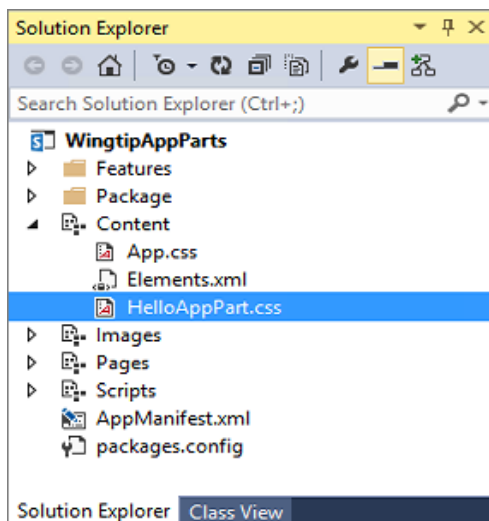 Solution Explorer
Search Solution Explorer (Ctrl+;)
WingtipAppParts
Features
Package
Content
App.css
Elements.xml
HelloAppPart.css
Images
Pages
Scripts
AppManifest.xml
packages.config
Solution Explorer Class View